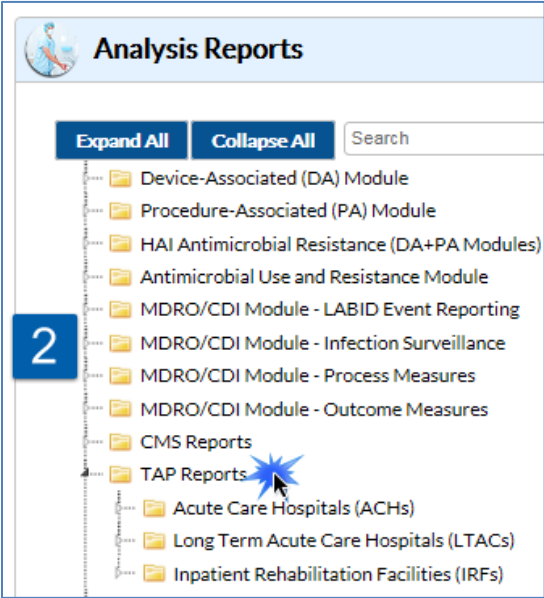 Analysis Reports
Expand All Collapse All Search
Device-Associated (DA) Module
Procedure-Associated (PA) Module
HAI Antimicrobial Resistance (DA+PA Modules)
Antimicrobial Use and Resistance Module
MDRO/CDI Module - LABID Event Reporting
2
MDRO/CDI Module - Infection Surveillance
MDRO/CDI Module - Process Measures
MDRO/CDI Module - Outcome Measures
CMS Reports
TAP Reports
Acute Care Hospitals (ACHs)
Long Term Acute Care Hospitals (LTACs)
Inpatient Rehabilitation Facilities (IRFs)